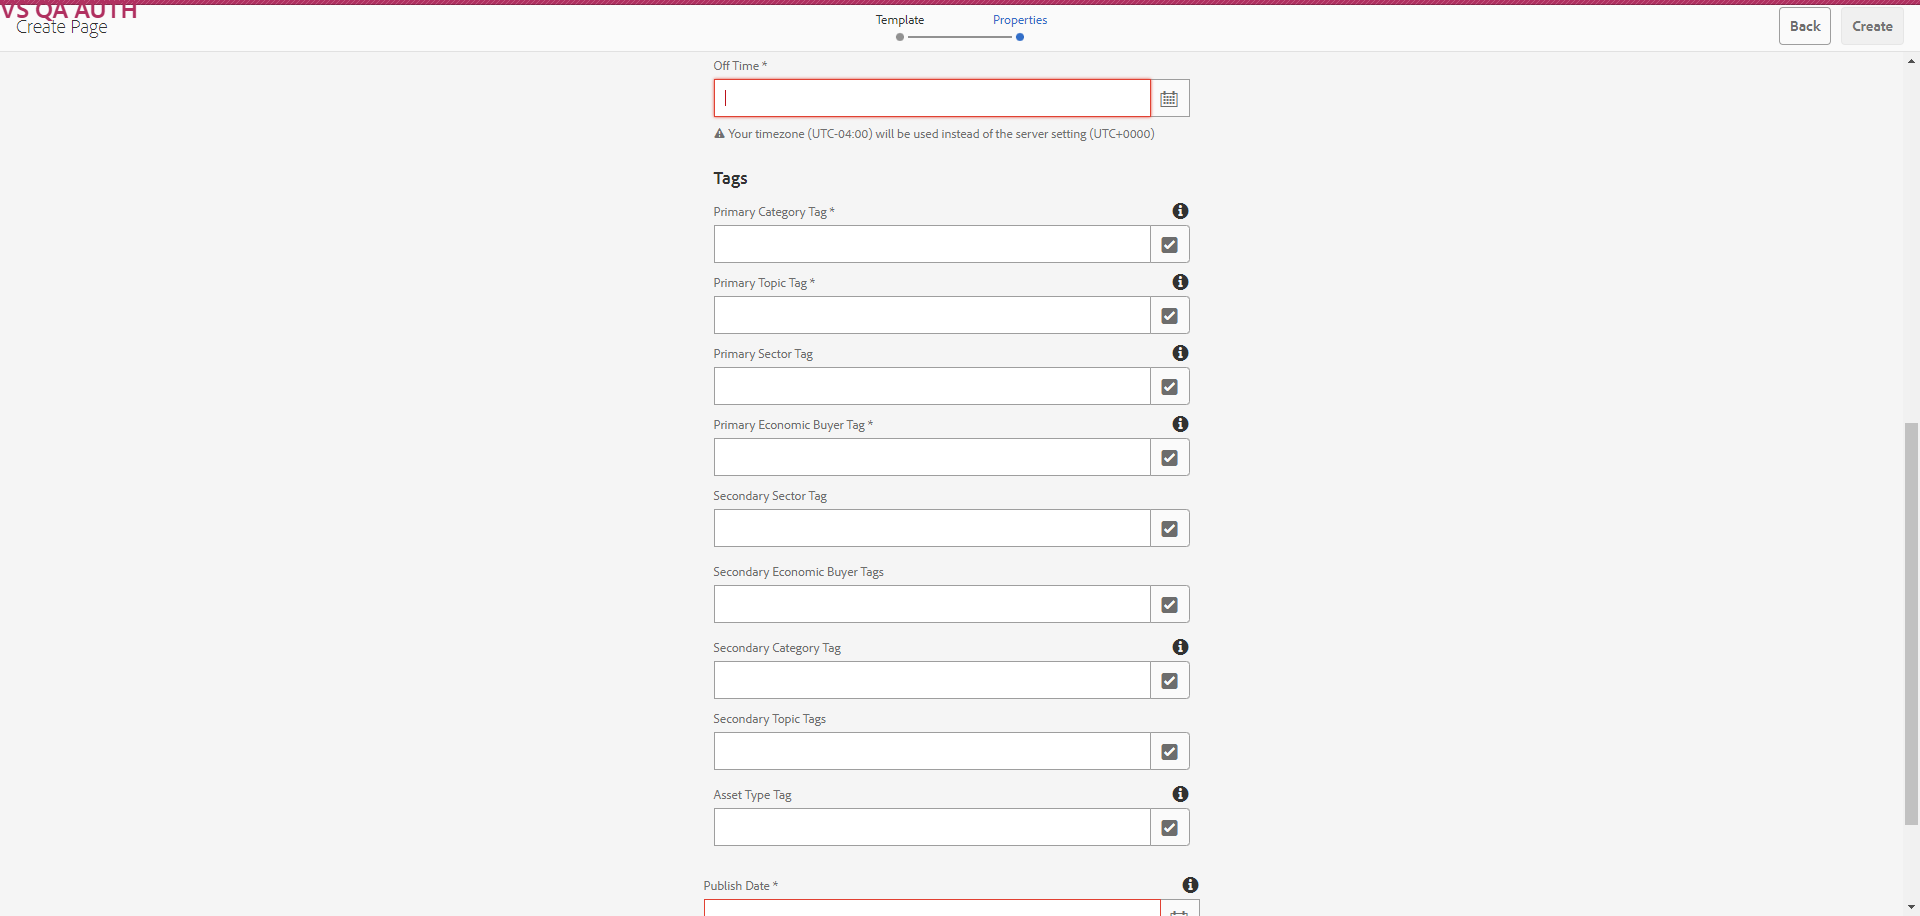 VS QA AUTH
Create Page
Template
Properties
Back
Create
Off Time *
Your timezone (UTC-04:00) will be used instead of the server setting (UTC+0000)
Tags
Primary Category Tag *
Primary Topic Tag *
Primary Sector Tag
Primary Economic Buyer Tag *
Secondary Sector Tag
Secondary Economic Buyer Tags
Secondary Category Tag
Secondary Topic Tags
Asset Type Tag
Publish Date *